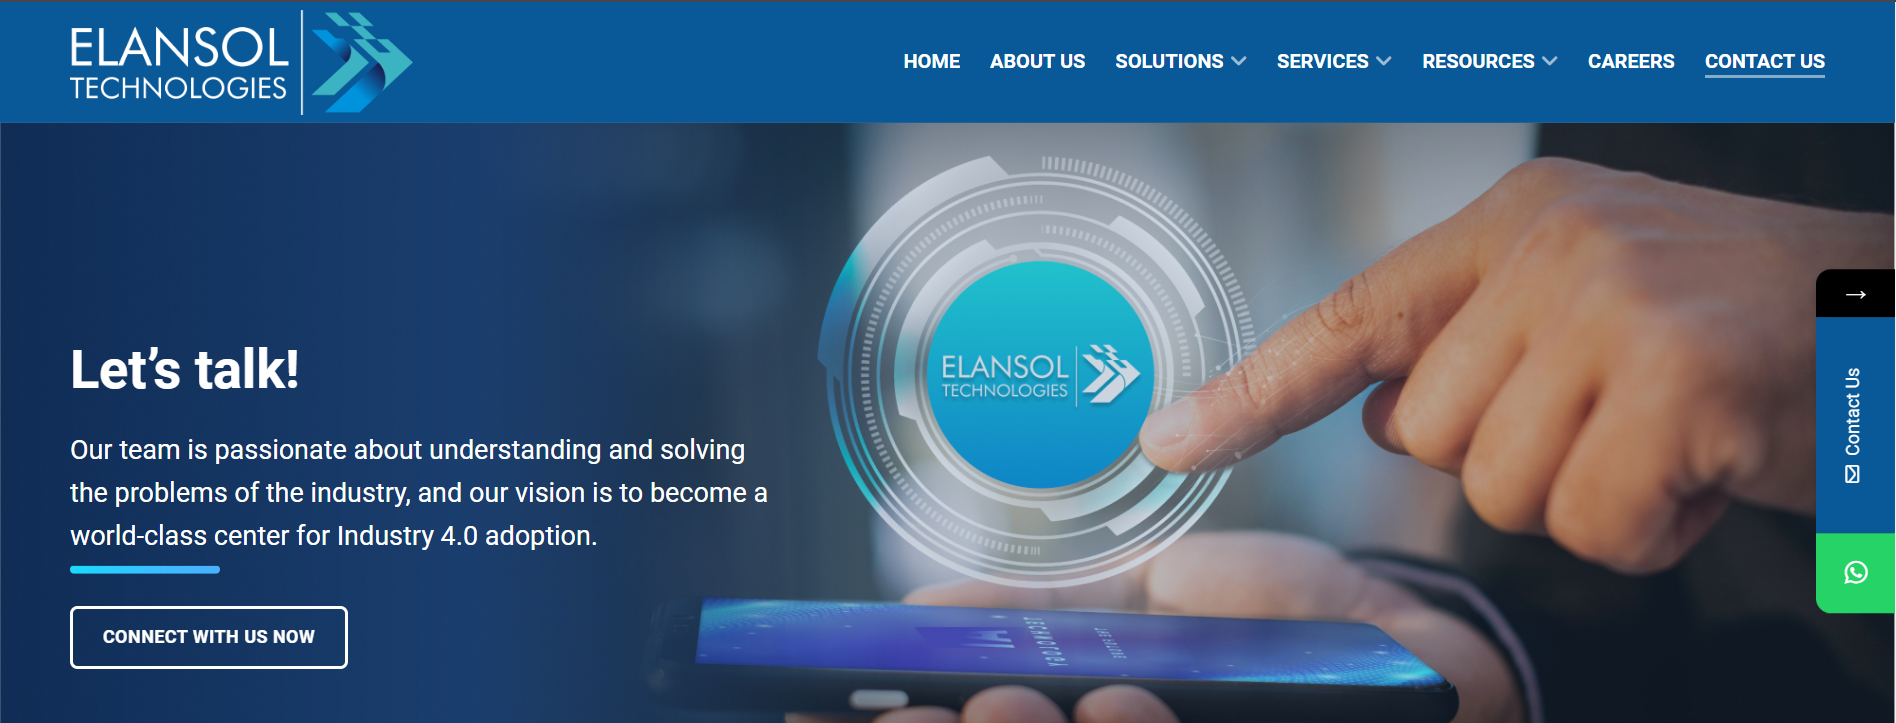 ELANSOL
TECHNOLOGIES
HOME
ABOUT US
SOLUTIONS
SERVICES
RESOURCES
CAREERS
CONTACT US
Let’s talk!
Our team is passionate about understanding and solving
the problems of the industry, and our vision is to become a
world-class center for Industry 4.0 adoption.
CONNECT WITH US NOW
ELANSOL
TECHNOLOGIES
→
Contact Us